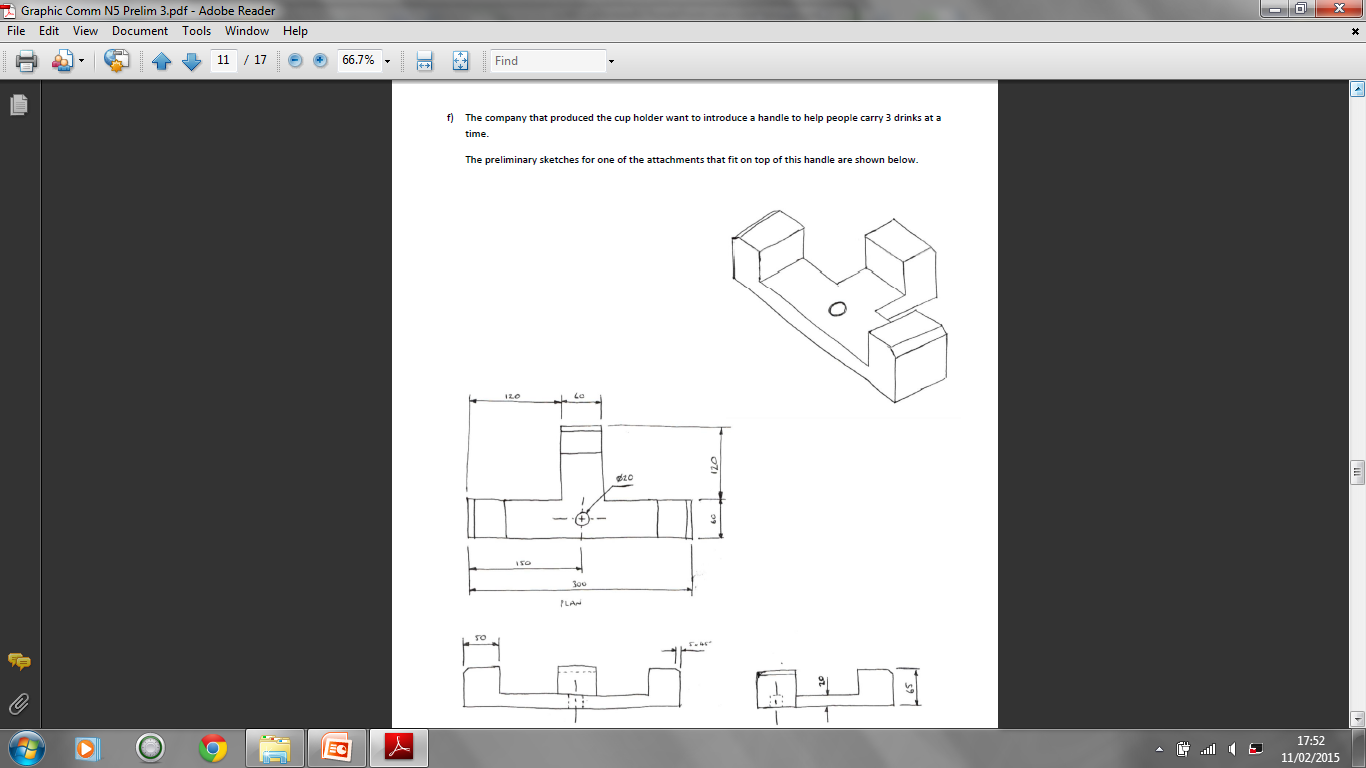 Graphic Comm N5 Prelim 3.pdf - Adobe Reader
File Edit View Document Tools Window Help
11 / 17 66.7% Find
f) The company that produced the cup holder want to introduce a handle to help people carry 3 drinks at a
time.
The preliminary sketches for one of the attachments that fit on top of this handle are shown below.
120 60
120
Ø20
60
150
300
PLAN
50
20
65
17:52
11/02/2015